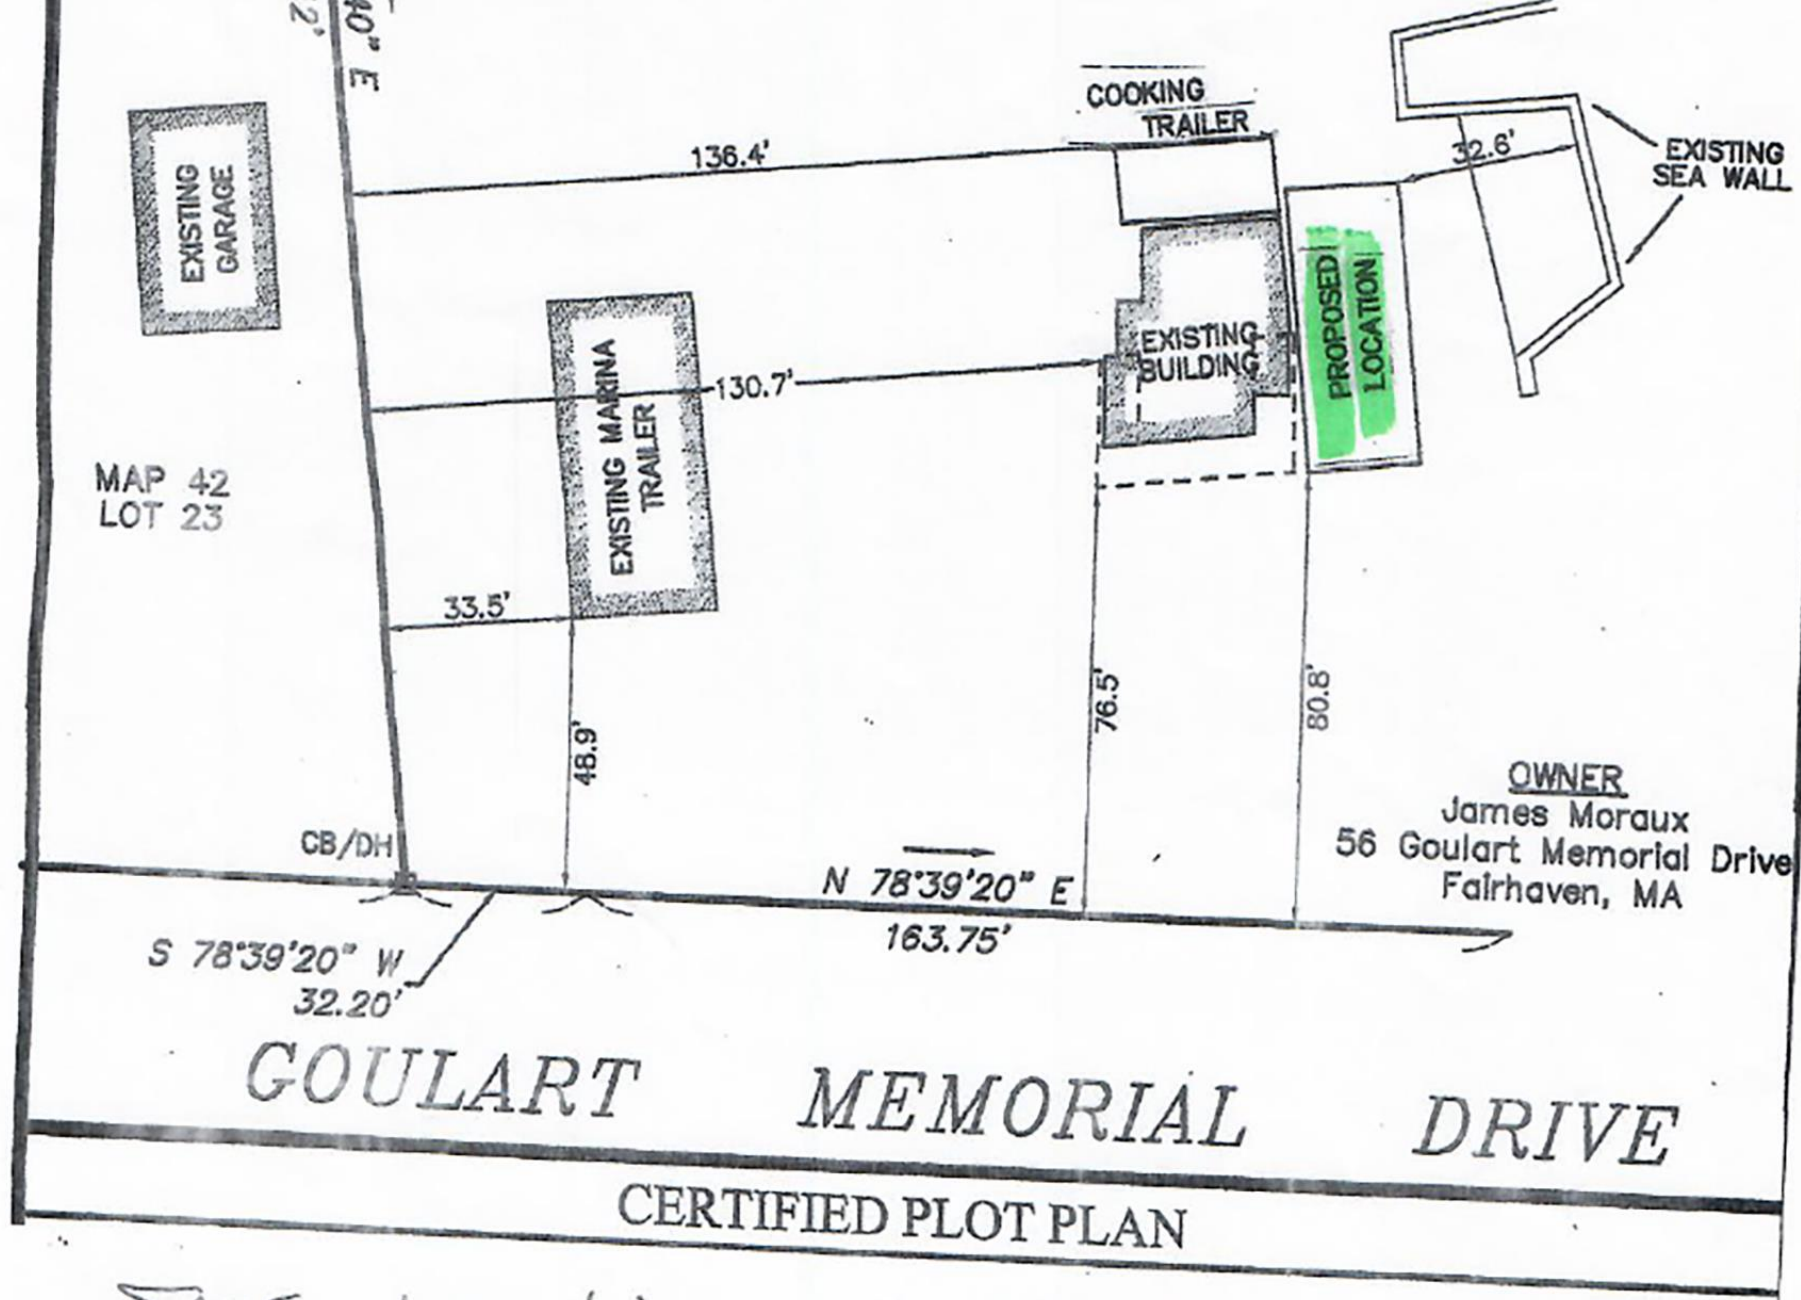 2'
40" E
COOKING
TRAILER
136.4'
32.6'
EXISTING
SEA WALL
EXISTING
GARAGE
PROPOSED
LOCATION
EXISTING
BUILDING
130.7'
EXISTING MARINA
TRAILER
MAP 42
LOT 23
33.5'
76.5'
80.8'
48.9'
OWNER
James Moraux
56 Goulart Memorial Drive
Fairhaven, MA
CB/DH
N 78°39'20" E
163.75'
S 78°39'20" W
32.20'
GOULART MEMORIAL DRIVE
CERTIFIED PLOT PLAN